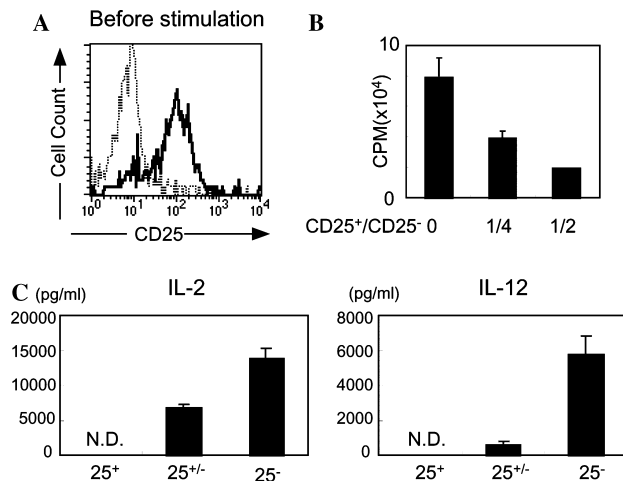 A
Before stimulation
Cell Count
10⁰ 10¹ 10² 10³ 10⁴
CD25
B
10
CPM(x10⁴)
0
CD25⁺/CD25⁻ 0 1/4 1/2
C
(pg/ml) IL-2
20000
15000
10000
5000
0
N.D.
25⁺ 25⁺/⁻ 25⁻
(pg/ml) IL-12
8000
6000
4000
2000
0
N.D.
25⁺ 25⁺/⁻ 25⁻